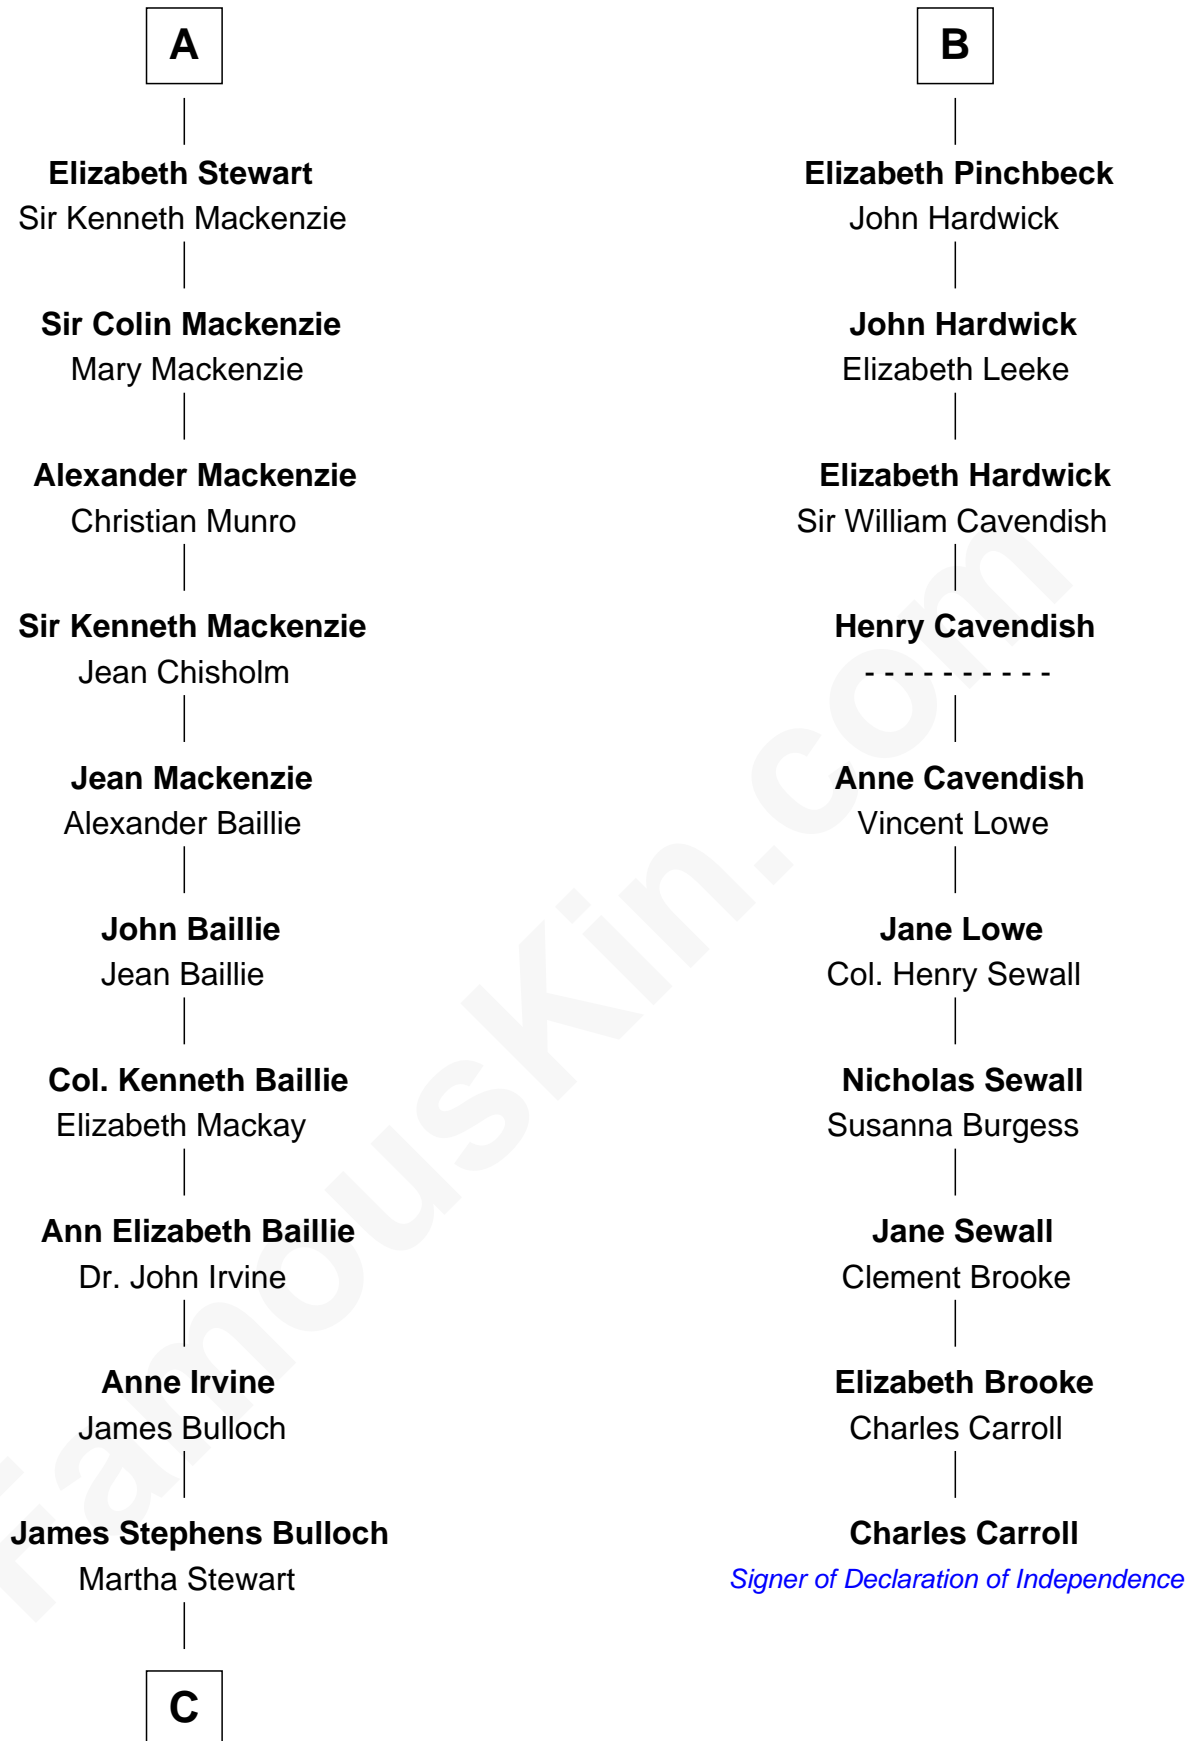 A
Elizabeth Stewart
Sir Kenneth Mackenzie
Sir Colin Mackenzie
Mary Mackenzie
Alexander Mackenzie
Christian Munro
Sir Kenneth Mackenzie
Jean Chisholm
Jean Mackenzie
Alexander Baillie
John Baillie
Jean Baillie
Col. Kenneth Baillie
Elizabeth Mackay
Ann Elizabeth Baillie
Dr. John Irvine
Anne Irvine
James Bulloch
James Stephens Bulloch
Martha Stewart
C
B
Elizabeth Pinchbeck
John Hardwick
John Hardwick
Elizabeth Leeke
Elizabeth Hardwick
Sir William Cavendish
Henry Cavendish
- - - - - - - - - -
Anne Cavendish
Vincent Lowe
Jane Lowe
Col. Henry Sewall
Nicholas Sewall
Susanna Burgess
Jane Sewall
Clement Brooke
Elizabeth Brooke
Charles Carroll
Charles Carroll
Signer of Declaration of Independence
FamousKin.com